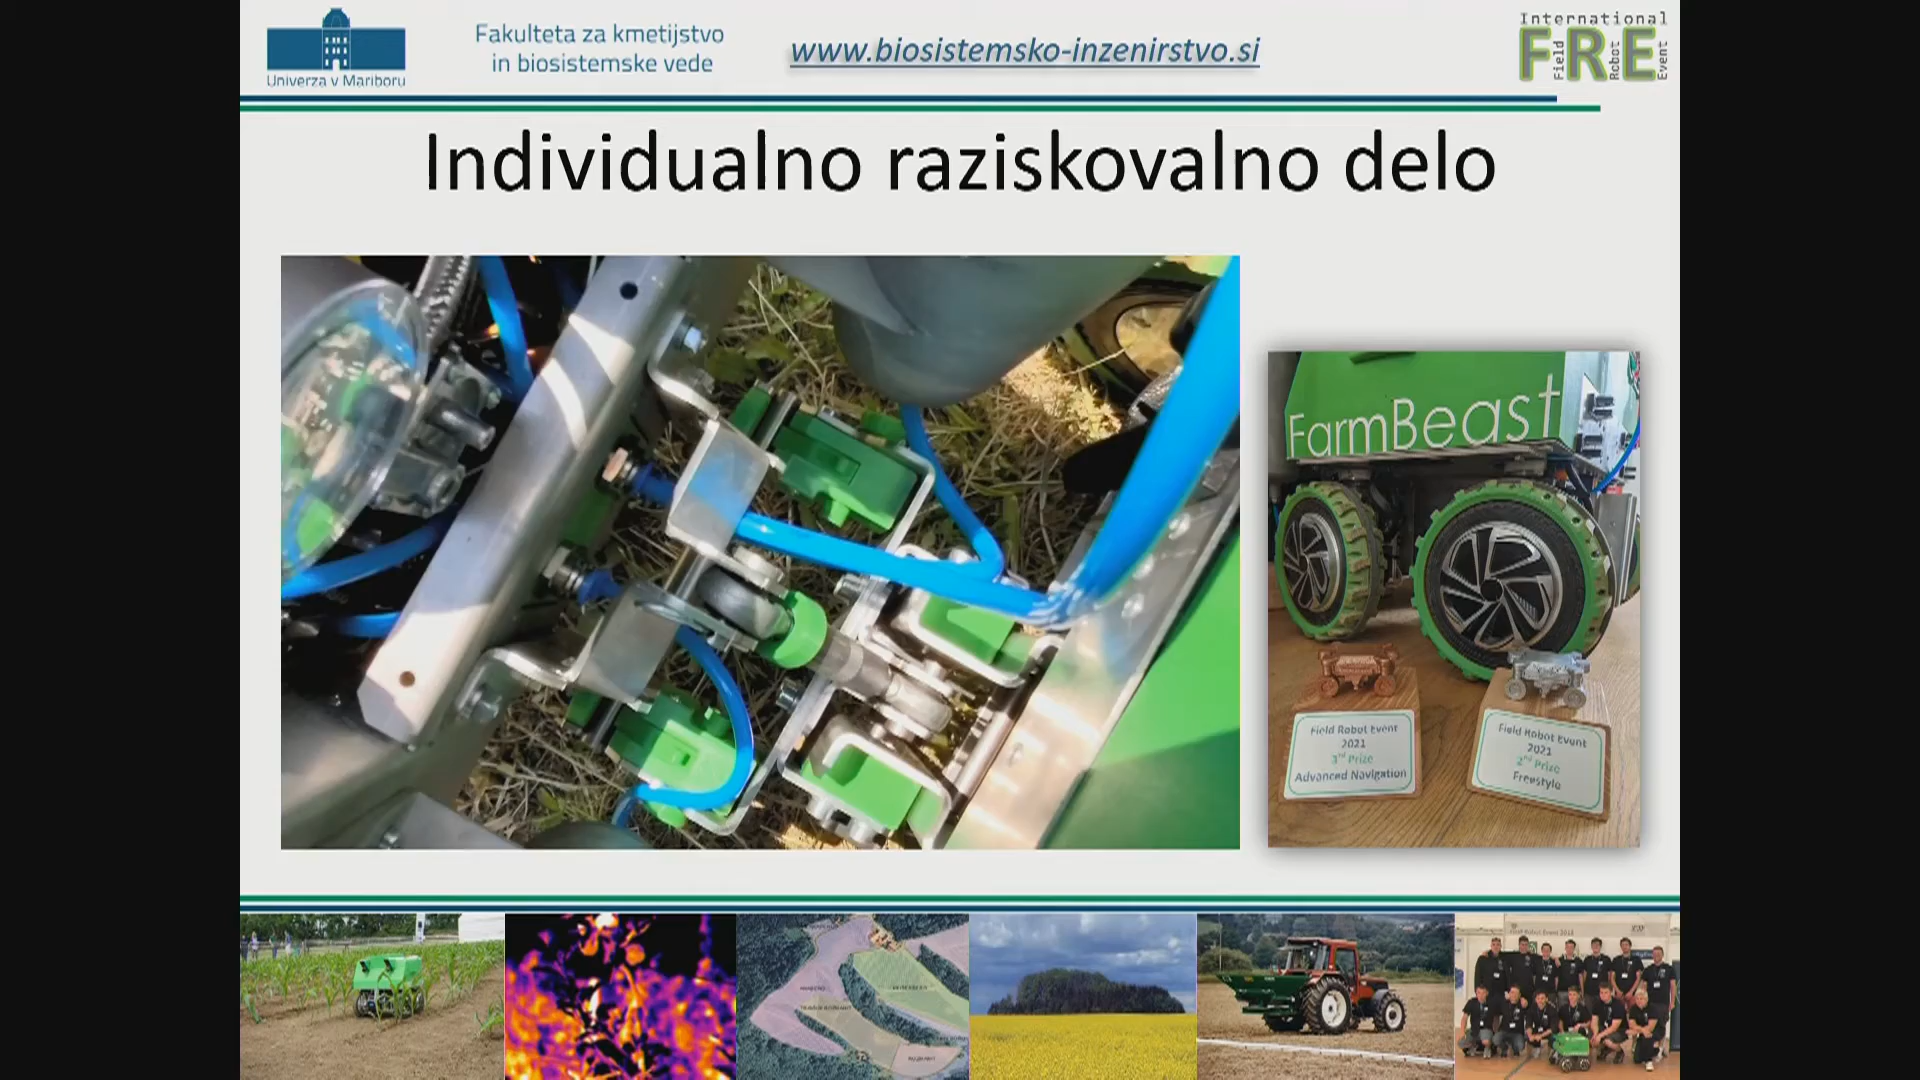 Univerza v Mariboru
Fakulteta za kmetijstvo
in biosistemske vede
www.biosistemsko-inzenirstvo.si
International
Field
Robot
Event
FRE
Individualno raziskovalno delo
FarmBeast
Field Robot Event
2021
3rd Prize
Advanced Navigation
Field Robot Event
2021
2nd Prize
Freestyle